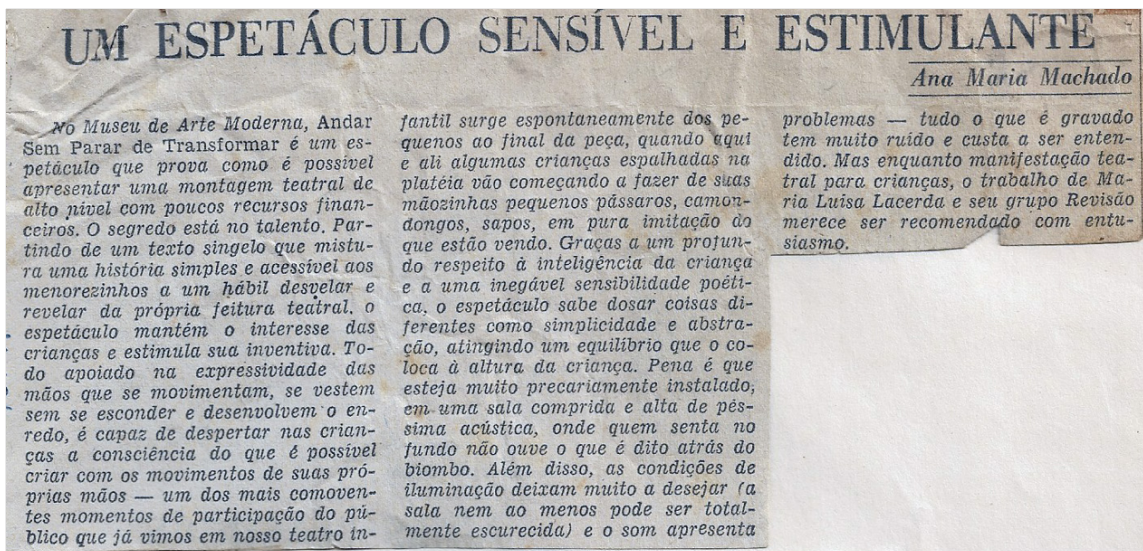 UM ESPETÁCULO SENSÍVEL E ESTIMULANTE
Ana Maria Machado
No Museu de Arte Moderna, Andar
Sem Parar de Transformar é um es-
petáculo que prova como é possível
apresentar uma montagem teatral de
alto nível com poucos recursos finan-
ceiros. O segredo está no talento. Par-
tindo de um texto singelo que mistu-
ra uma história simples e acessível aos
menorezinhos a um hábil desvelar e
revelar da própria feitura teatral, o
espetáculo mantém o interesse das
crianças e estimula sua inventiva. To-
do apoiado na expressividade das
mãos que se movimentam, se vestem
sem se esconder e desenvolvem o en-
redo, é capaz de despertar nas crian-
ças a consciência do que é possível
criar com os movimentos de suas pró-
prias mãos — um dos mais comoven-
tes momentos de participação do pú-
blico que já vimos em nosso teatro in-
fantil surge espontaneamente dos pe-
quenos ao final da peça, quando aqui
e ali algumas crianças espalhadas na
platéia vão começando a fazer de suas
mãozinhas pequenos pássaros, camon-
dongos, sapos, em pura imitação do
que estão vendo. Graças a um profun-
do respeito à inteligência da criança
e a uma inegável sensibilidade poéti-
ca, o espetáculo sabe dosar coisas di-
ferentes como simplicidade e abstra-
ção, atingindo um equilíbrio que o co-
loca à altura da criança. Pena é que
esteja muito precariamente instalado,
em uma sala comprida e alta de pés-
sima acústica, onde quem senta no
fundo não ouve o que é dito atrás do
biombo. Além disso, as condições de
iluminação deixam muito a desejar (a
sala nem ao menos pode ser total-
mente escurecida) e o som apresenta
problemas — tudo o que é gravado
tem muito ruído e custa a ser enten-
dido. Mas enquanto manifestação tea-
tral para crianças, o trabalho de Ma-
ria Luísa Lacerda e seu grupo Revisão
merece ser recomendado com entu-
siasmo.